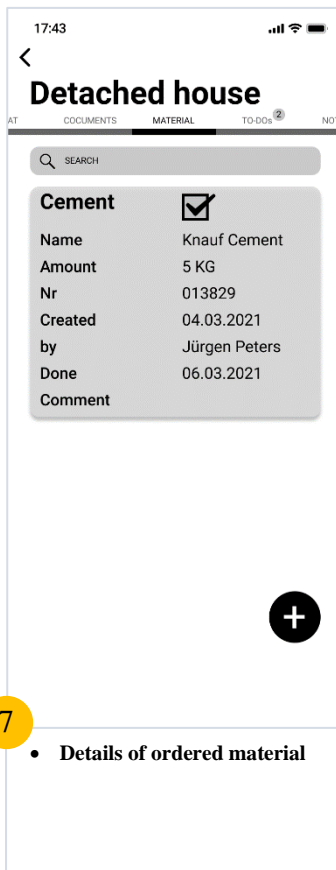 17:43
Detached house
AT COCUMENTS MATERIAL TO-DOs 2 NO
SEARCH
Cement
Name Knauf Cement
Amount 5 KG
Nr 013829
Created 04.03.2021
by Jürgen Peters
Done 06.03.2021
Comment
7
• Details of ordered material